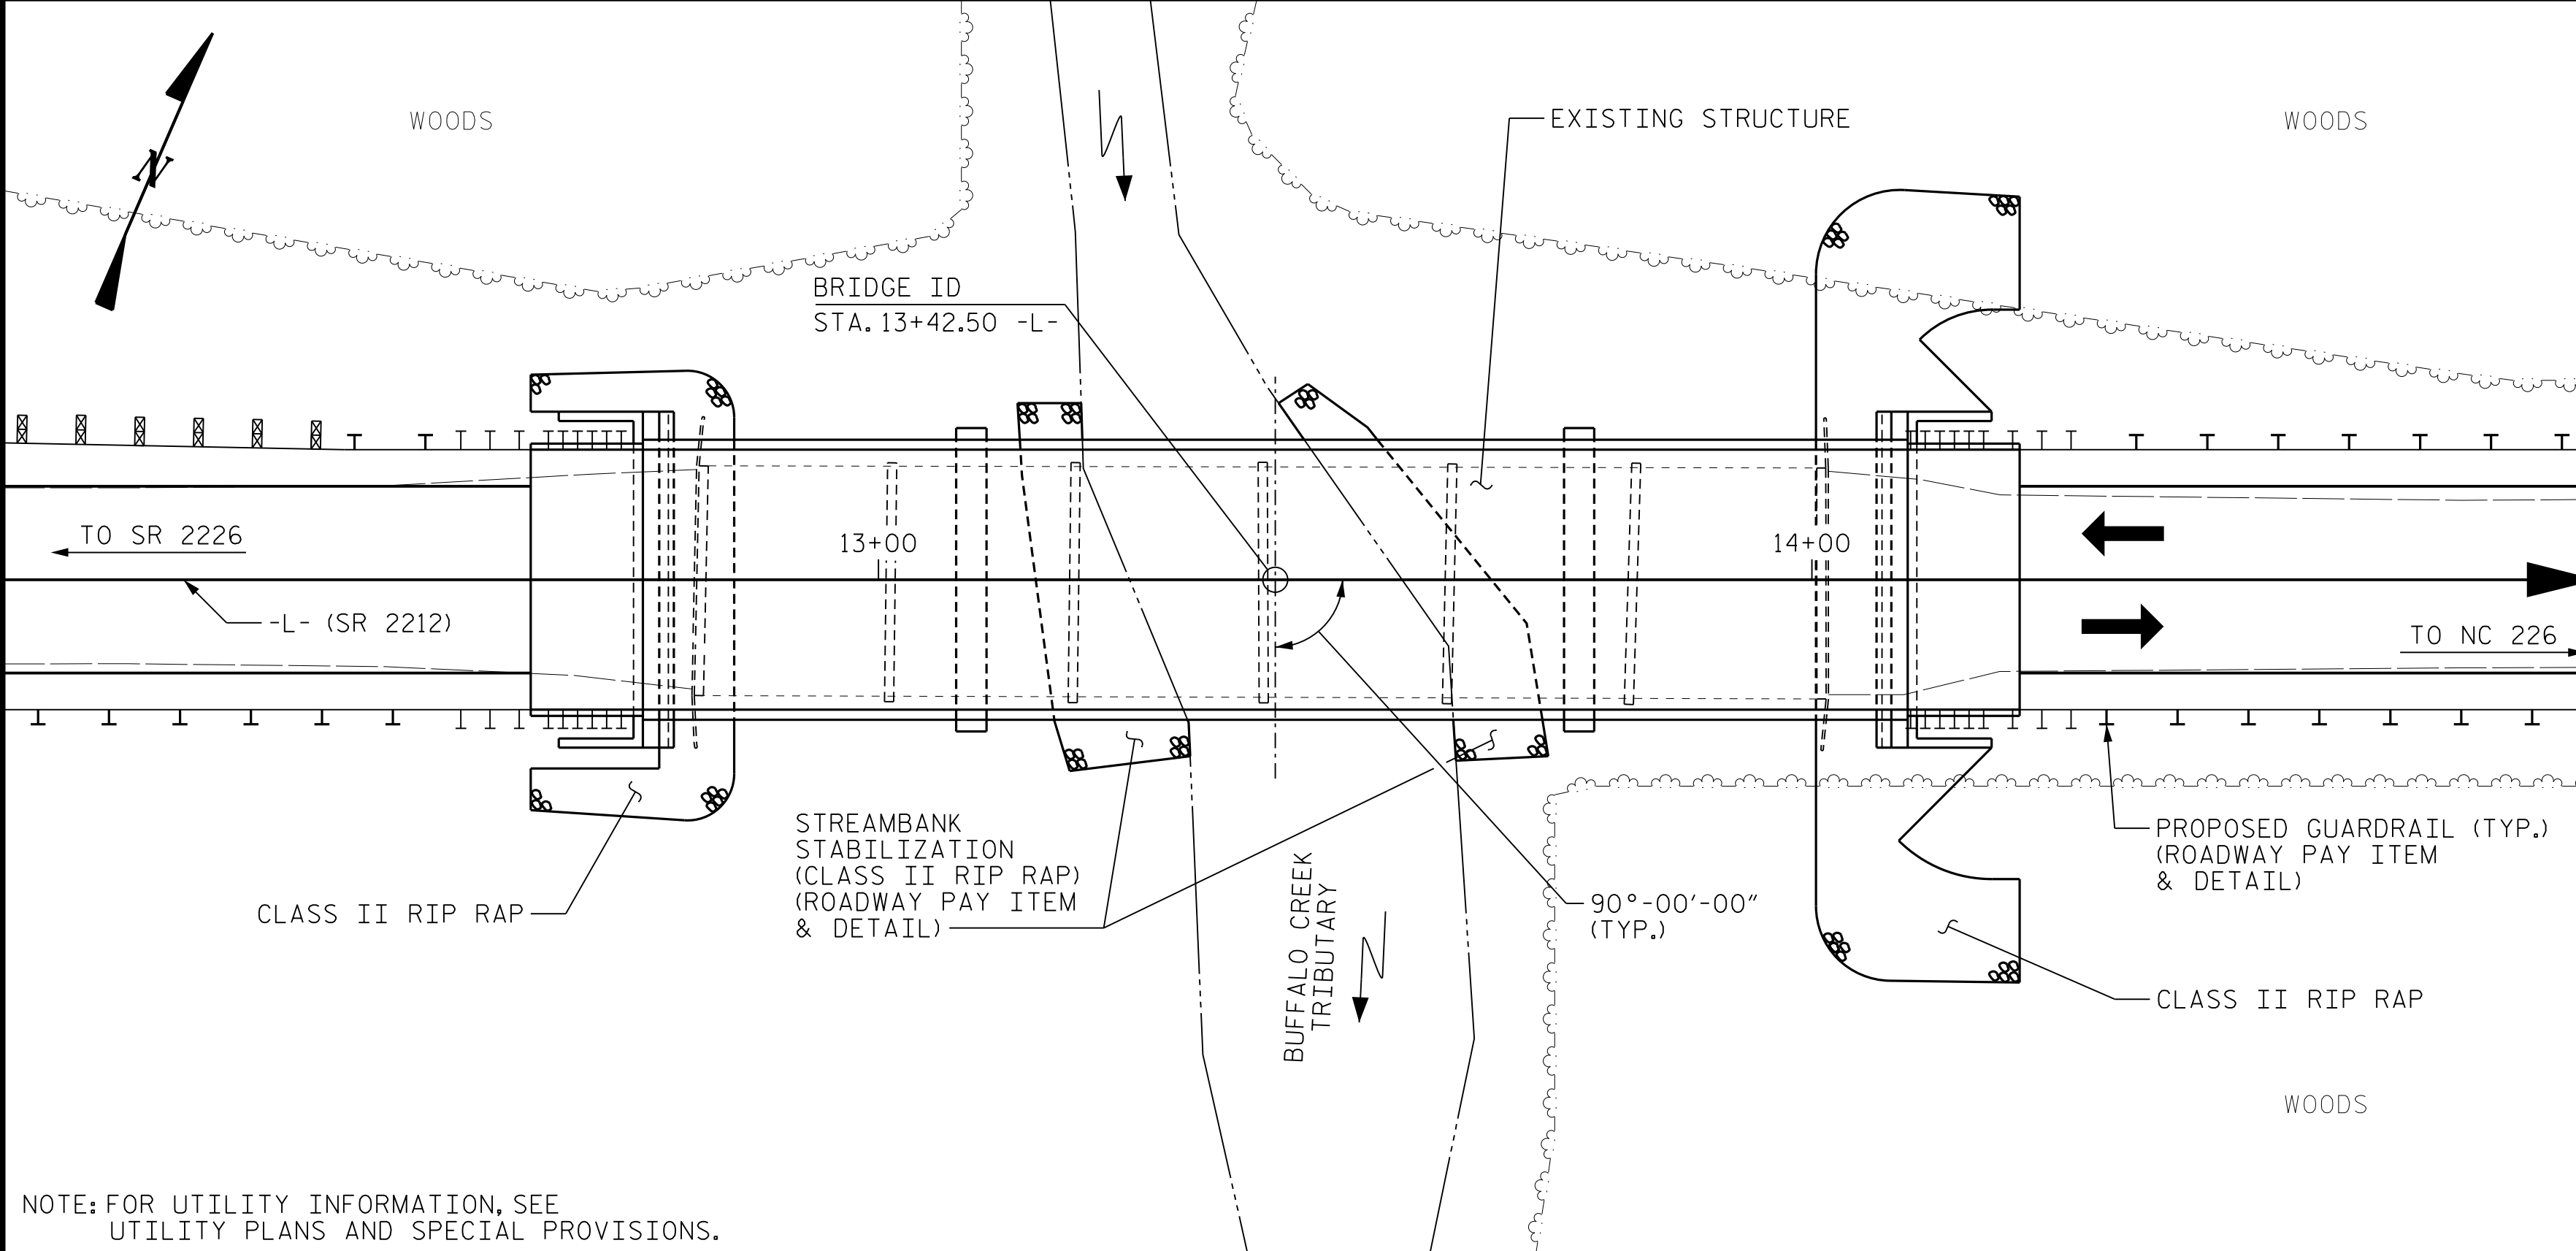 WOODS
WOODS
EXISTING STRUCTURE
N
BRIDGE ID
STA. 13+42.50 -L-
TO SR 2226
13+00
14+00
-L- (SR 2212)
TO NC 226
STREAMBANK
STABILIZATION
(CLASS II RIP RAP)
(ROADWAY PAY ITEM
& DETAIL)
CLASS II RIP RAP
BUFFALO CREEK
TRIBUTARY
90°-00'-00"
(TYP.)
PROPOSED GUARDRAIL (TYP.)
(ROADWAY PAY ITEM
& DETAIL)
CLASS II RIP RAP
WOODS
NOTE: FOR UTILITY INFORMATION, SEE
UTILITY PLANS AND SPECIAL PROVISIONS.